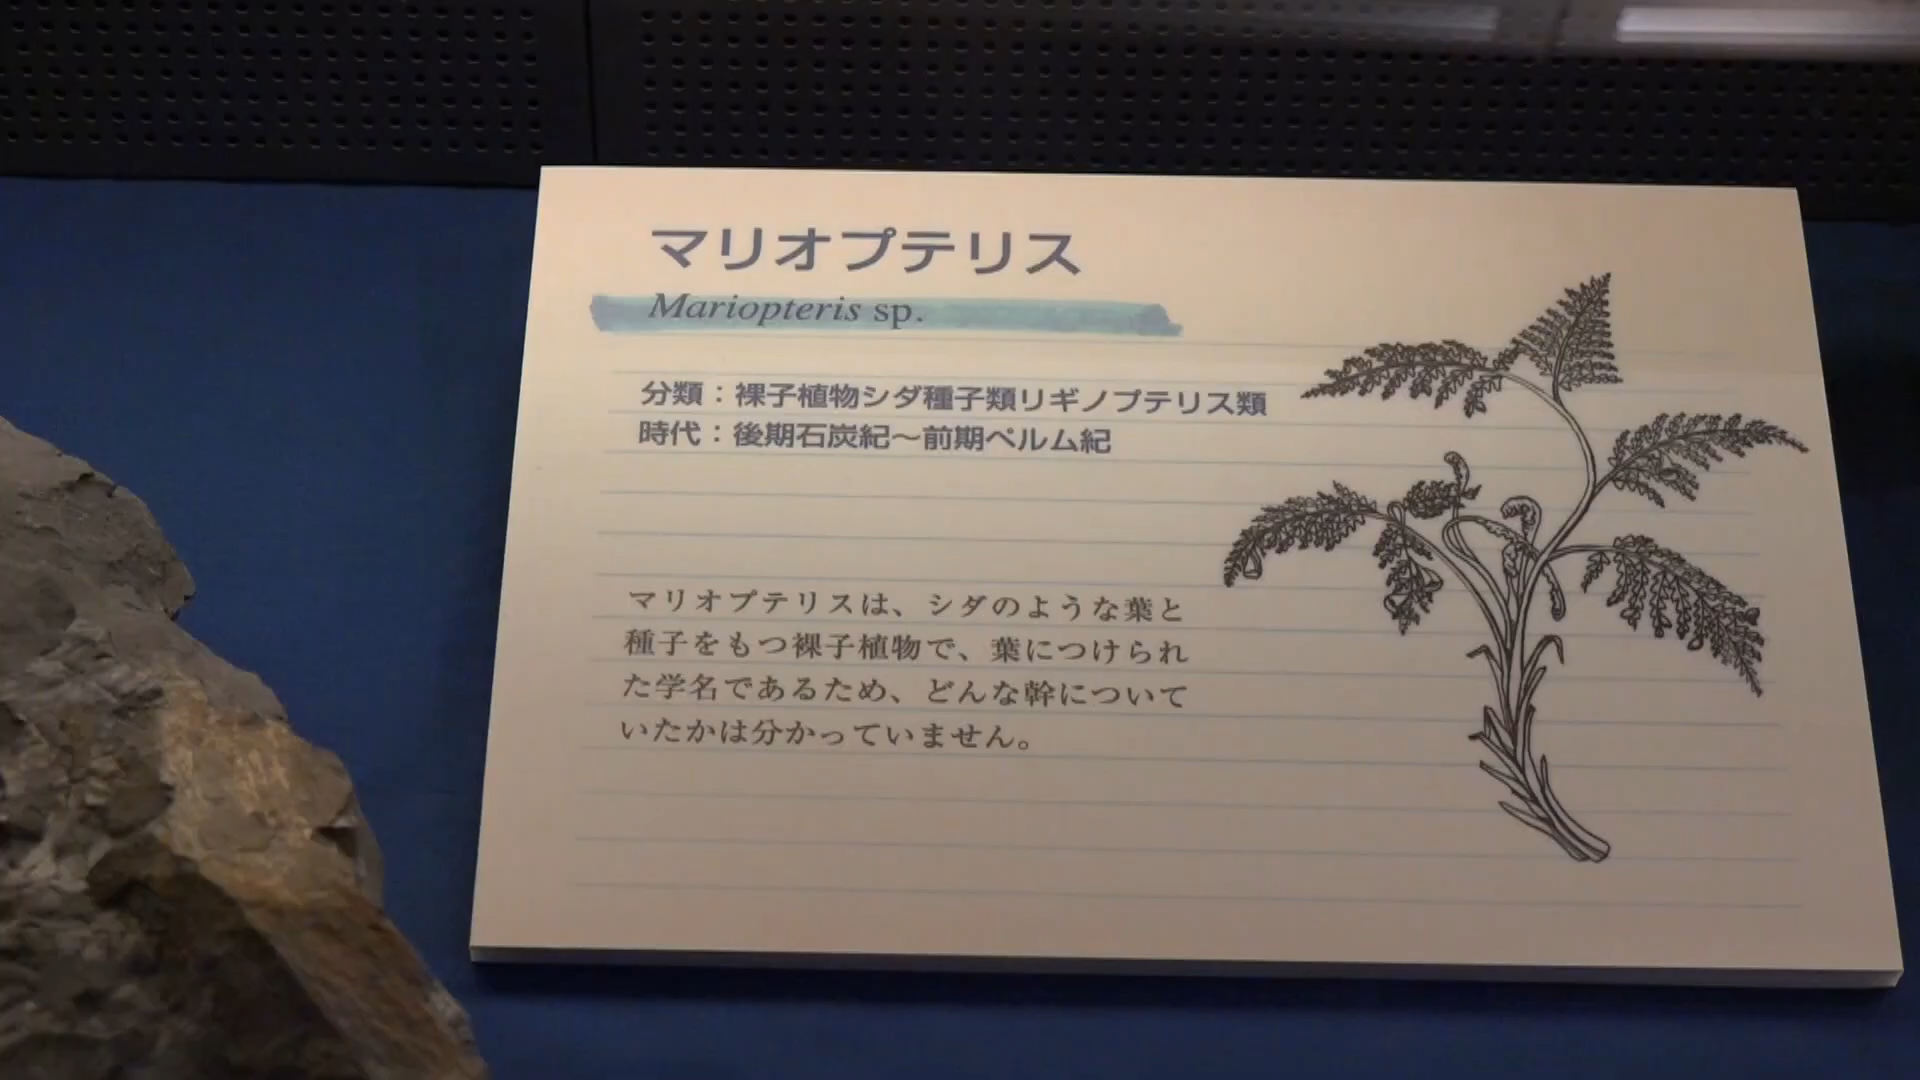 マリオプテリス
Mariopteris sp.
分類：裸子植物シダ種子類リギノプテリス類
時代：後期石炭紀～前期ペルム紀
マリオプテリスは、シダのような葉と
種子をもつ裸子植物で、葉につけられ
た学名であるため、どんな幹について
いたかは分かっていません。